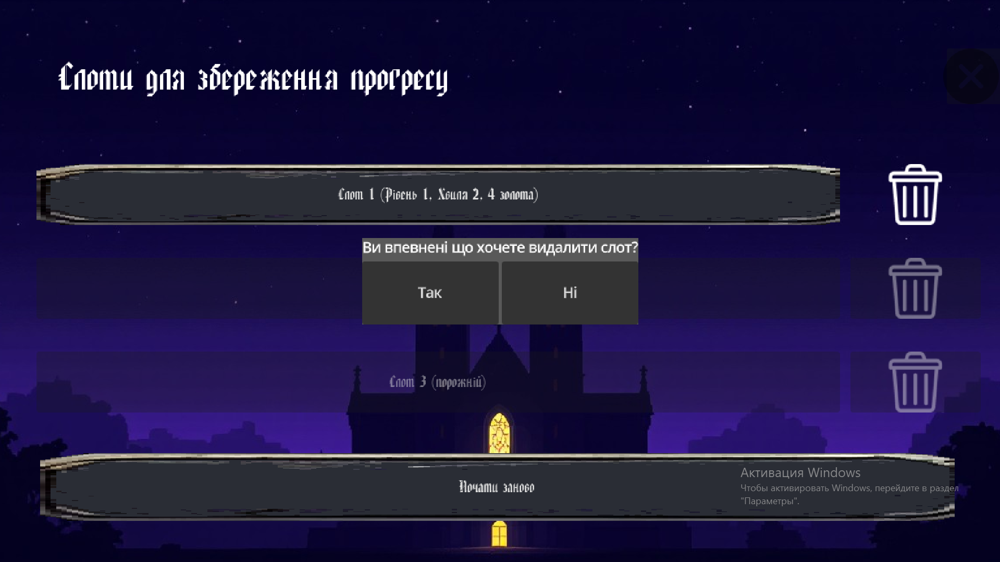 Слоти для збереження прогресу
Слот 1 (Рівень 1, Хвиля 2, 4 золота)
Ви впевнені що хочете видалити слот?
Так
Ні
Слот 3 (порожній)
Почати заново
Активация Windows
Чтобы активировать Windows, перейдите в раздел
"Параметры".